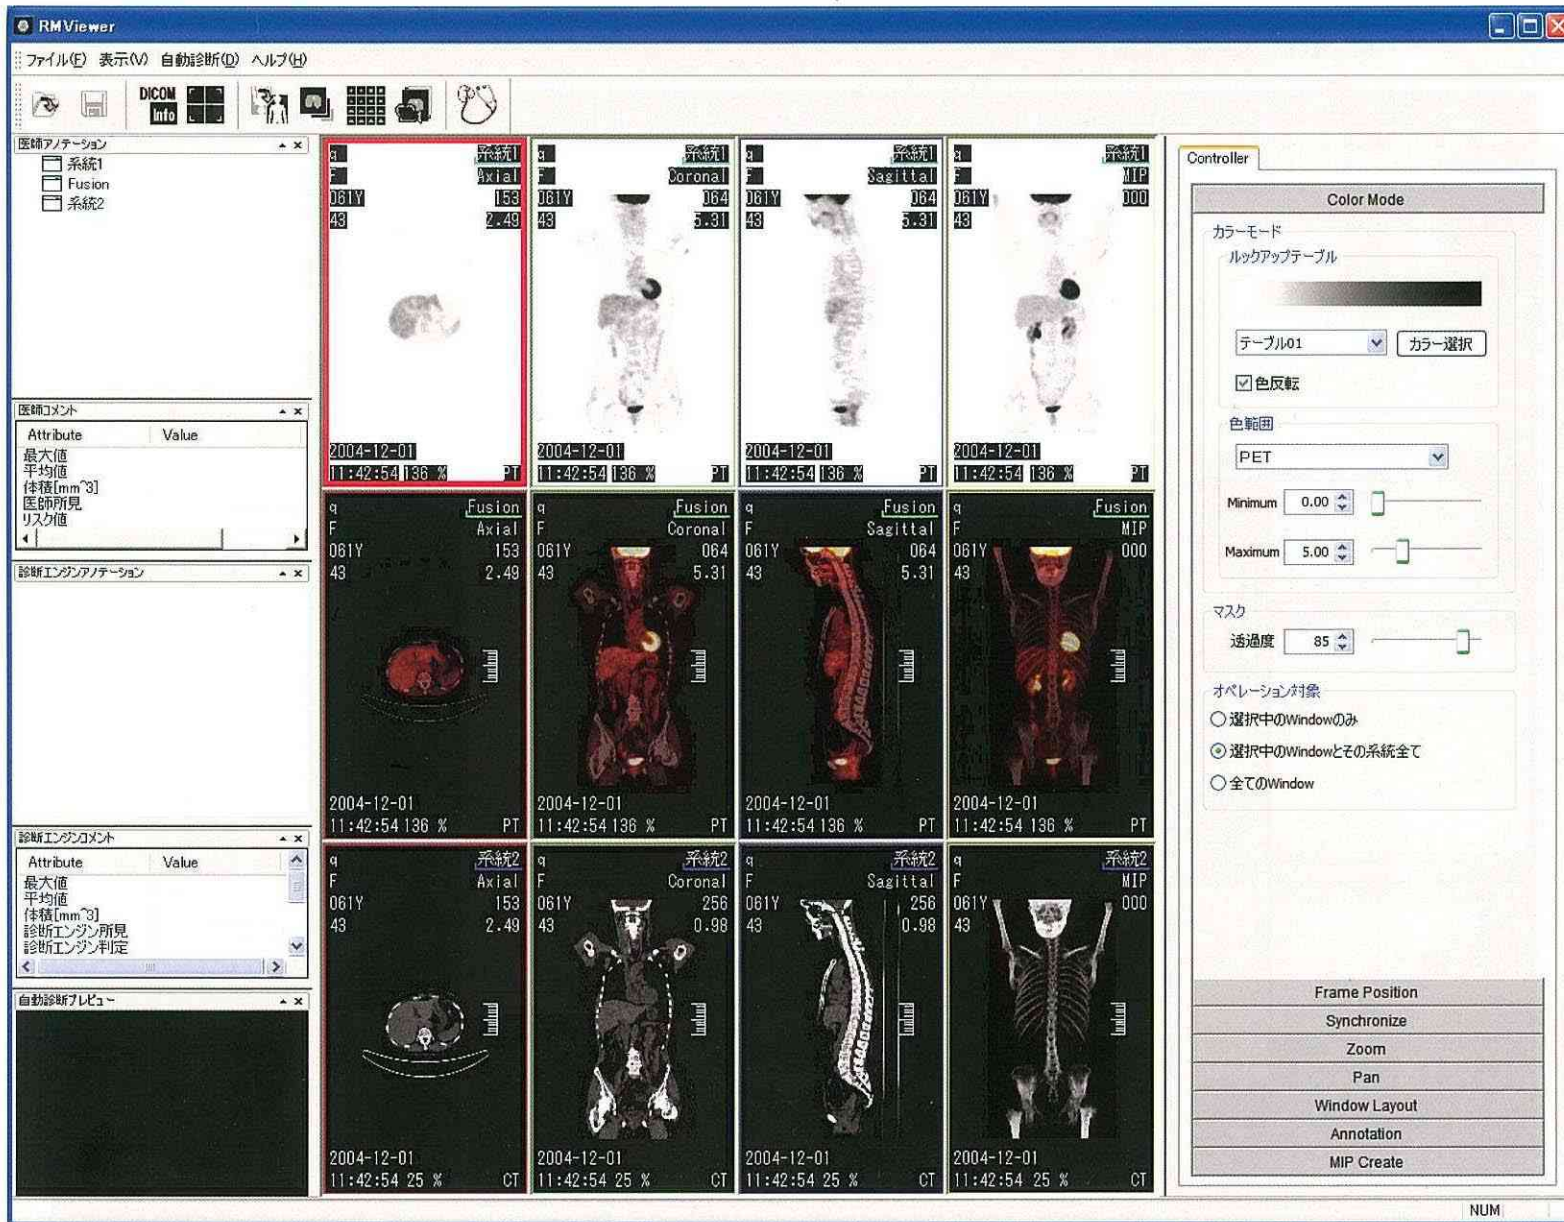 RMViewer
ファイル(F) 表示(V) 自動診断(D) ヘルプ(H)
DICOM
Info
医師アノテーション
系統1
Fusion
系統2
医師コメント
Attribute Value
最大値
平均値
体積[mm^3]
医師所見
リスク値
診断エンジンアノテーション
診断エンジンコメント
Attribute Value
最大値
平均値
体積[mm^3]
診断エンジン所見
診断エンジン判定
自動診断プレビュー
q 系統1
F Axial
061Y 153
43 2.49
2004-12-01
11:42:54 136 % PT
q 系統1
F Coronal
061Y 064
43 5.31
2004-12-01
11:42:54 136 % PT
q 系統1
F Sagittal
061Y 064
43 5.31
2004-12-01
11:42:54 136 % PT
q 系統1
F MIP
061Y 000
43
2004-12-01
11:42:54 136 % PT
q Fusion
F Axial
061Y 153
43 2.49
2004-12-01
11:42:54 136 % PT
q Fusion
F Coronal
061Y 064
43 5.31
2004-12-01
11:42:54 136 % PT
q Fusion
F Sagittal
061Y 064
43 5.31
2004-12-01
11:42:54 136 % PT
q Fusion
F MIP
061Y 000
43
2004-12-01
11:42:54 136 % PT
q 系統2
F Axial
061Y 153
43 2.49
2004-12-01
11:42:54 25 % CT
q 系統2
F Coronal
061Y 256
43 0.98
2004-12-01
11:42:54 25 % CT
q 系統2
F Sagittal
061Y 256
43 0.98
2004-12-01
11:42:54 25 % CT
q 系統2
F MIP
061Y 000
43
2004-12-01
11:42:54 25 % CT
Controller
Color Mode
カラーモード
ルックアップテーブル
テーブル01 カラー選択
色反転
色範囲
PET
Minimum 0.00
Maximum 5.00
マスク
透過度 85
オペレーション対象
選択中のWindowのみ
選択中のWindowとその系統全て
全てのWindow
Frame Position
Synchronize
Zoom
Pan
Window Layout
Annotation
MIP Create
NUM